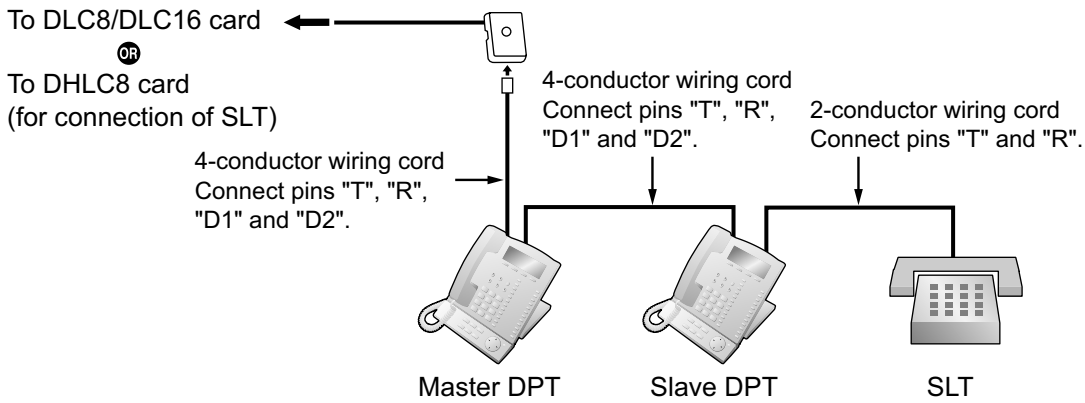 To DLC8/DLC16 card
OR
To DHLC8 card
(for connection of SLT)
4-conductor wiring cord
Connect pins "T", "R",
"D1" and "D2".
4-conductor wiring cord
Connect pins "T", "R",
"D1" and "D2".
2-conductor wiring cord
Connect pins "T" and "R".
Master DPT
Slave DPT
SLT